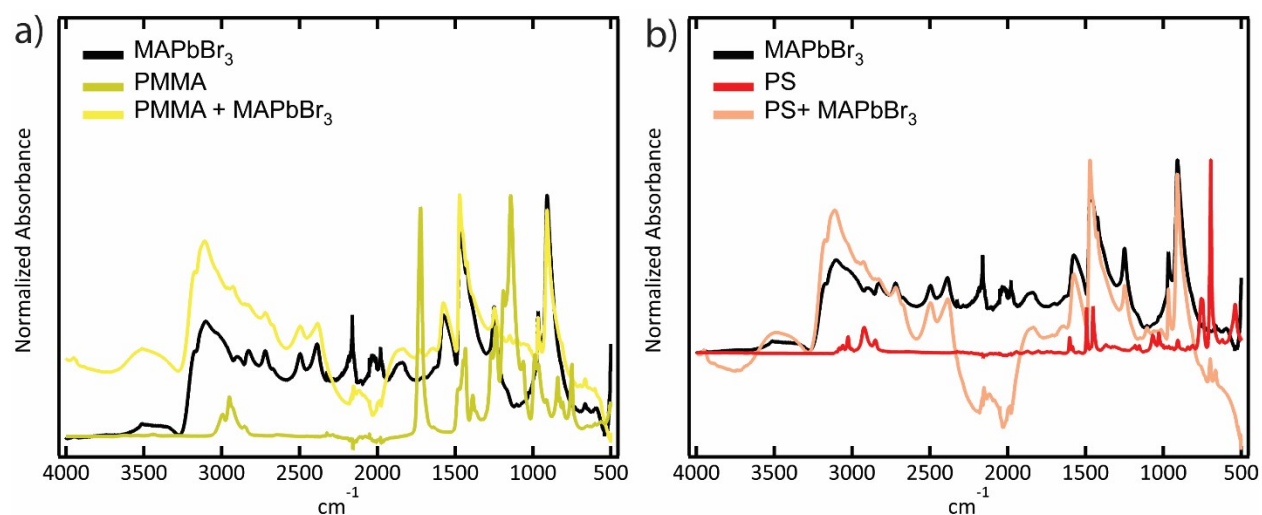 a)
MAPbBr₃
PMMA
PMMA + MAPbBr₃
Normalized Absorbance
4000 3500 3000 2500 2000 1500 1000 500
cm⁻¹
b)
MAPbBr₃
PS
PS+ MAPbBr₃
Normalized Absorbance
4000 3500 3000 2500 2000 1500 1000 500
cm⁻¹